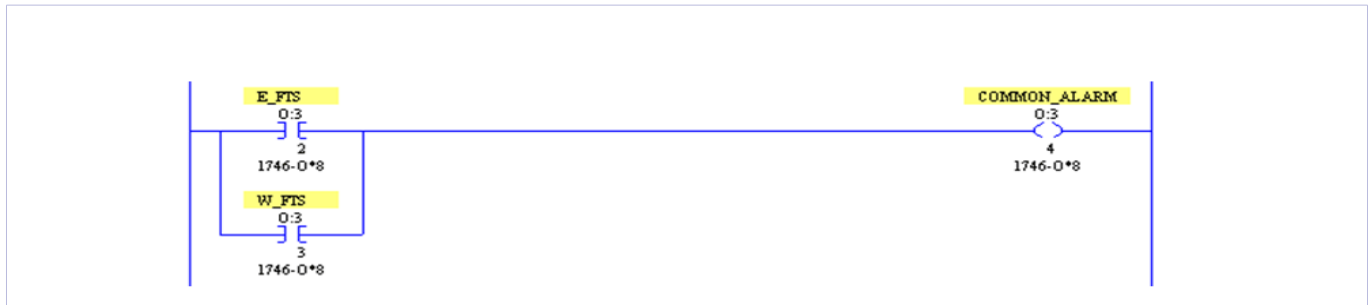 E_FTS
O:3
2
1746-O*8
W_FTS
O:3
3
1746-O*8
COMMON_ALARM
O:3
4
1746-O*8